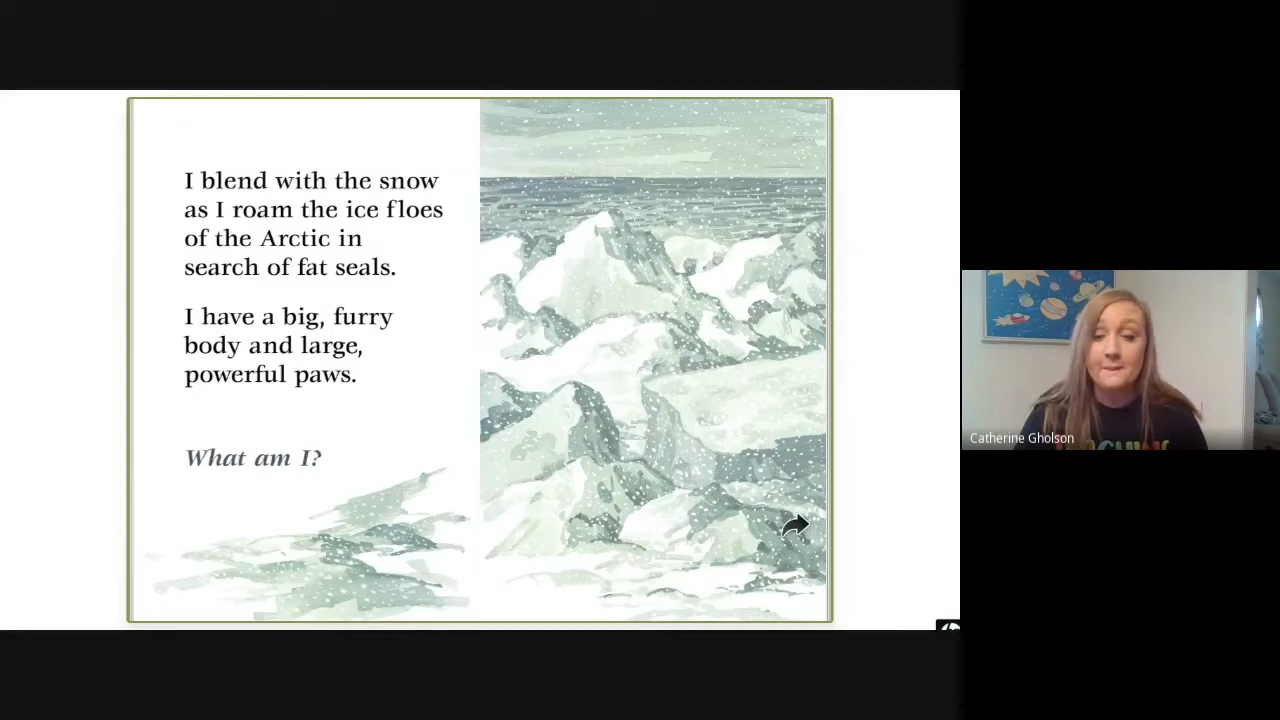 I blend with the snow
as I roam the ice floes
of the Arctic in
search of fat seals.
I have a big, furry
body and large,
powerful paws.
What am I?
Catherine Gholson